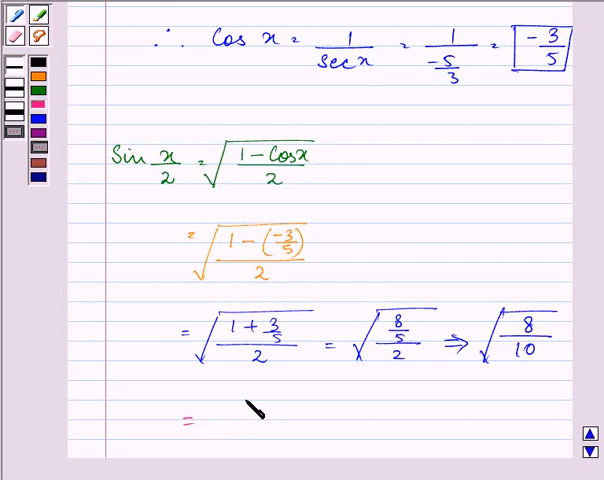 ∴ Cos x = 1/sec x = 1/(-5/3) = -3/5
Sin x/2 = √((1 - Cosx)/2)
= √((1 - (-3/5))/2)
= √((1 + 3/5)/2) = √((8/5)/2) ⇒ √(8/10)
=